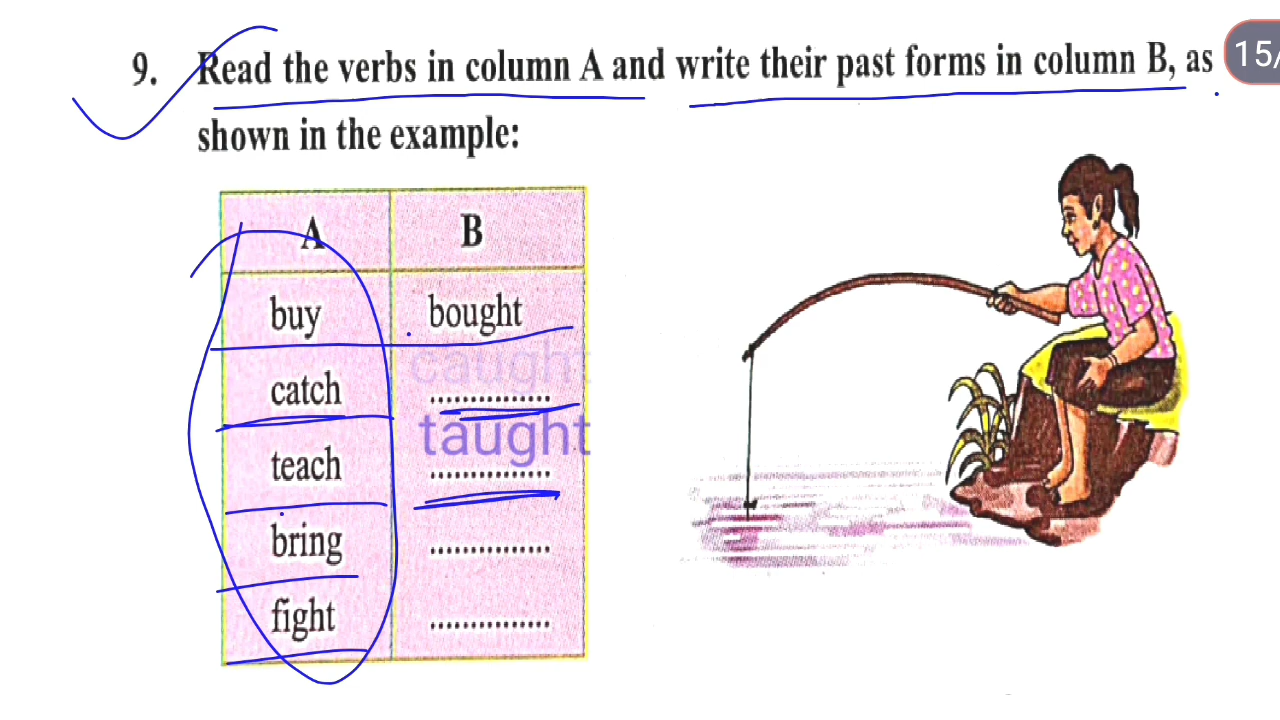 9. Read the verbs in column A and write their past forms in column B, as
15/
shown in the example:
A B
buy bought
caught
catch ..............
taught
teach ..............
bring ..............
fight ..............